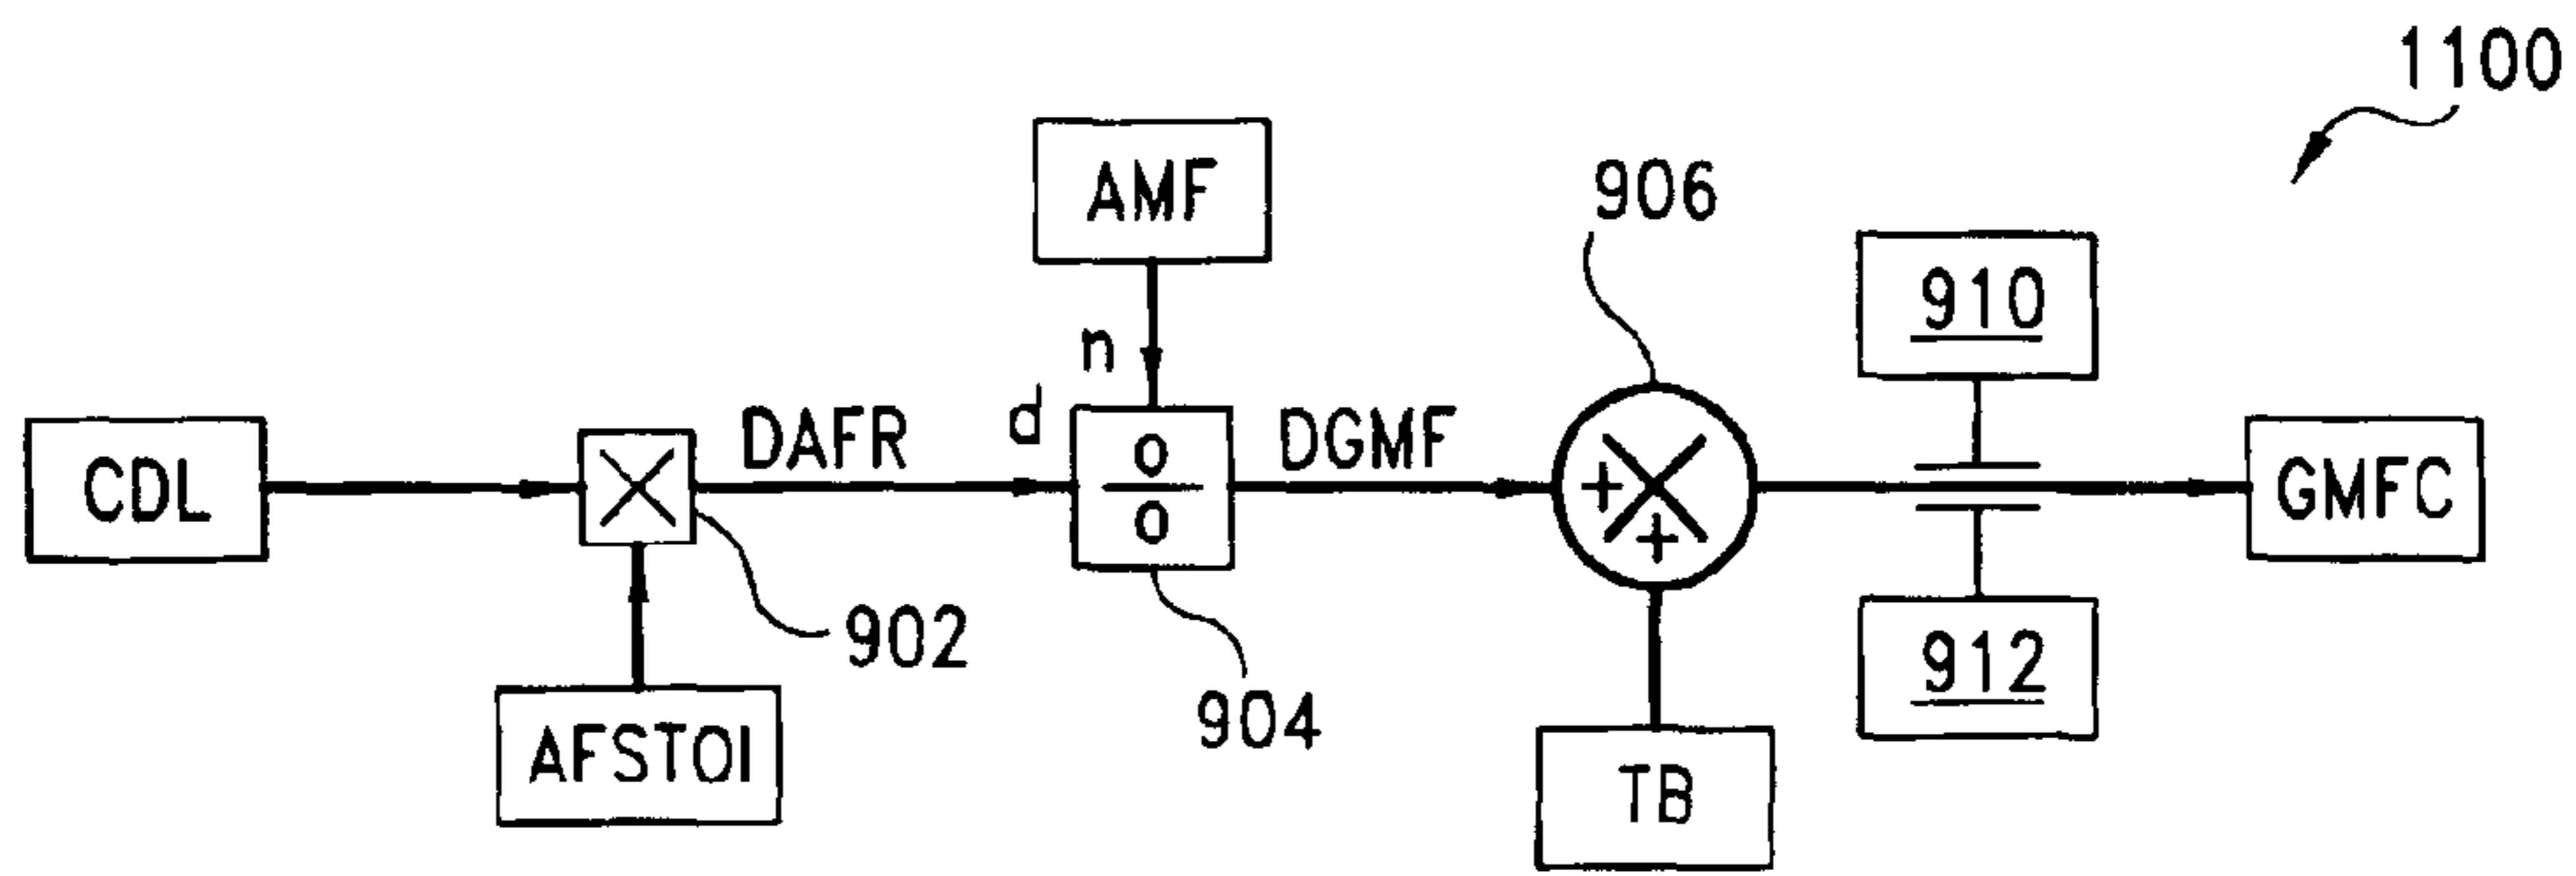 1100
AMF
906
910
n
d
CDL
DAFR
DGMF
GMFC
902
912
904
AFSTOI
TB